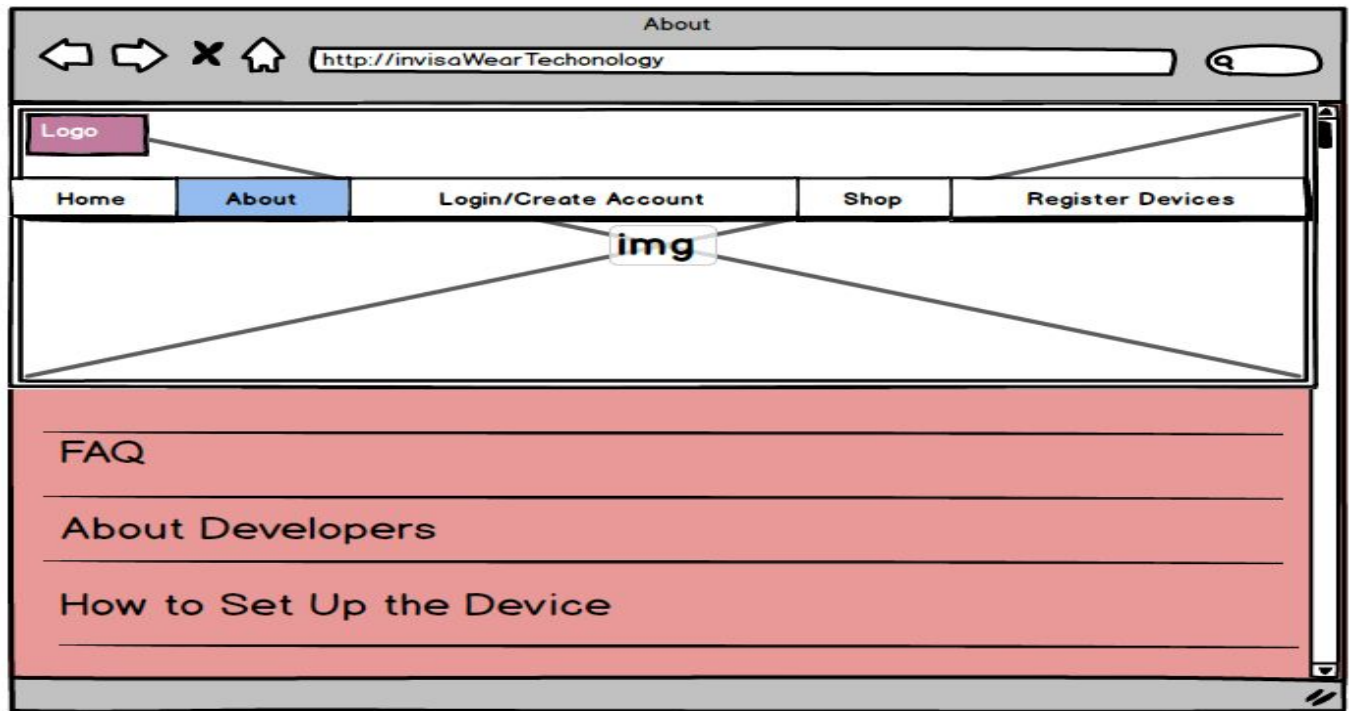 About
http://invisaWearTechonology
Logo
Home About Login/Create Account Shop Register Devices
img
FAQ
About Developers
How to Set Up the Device